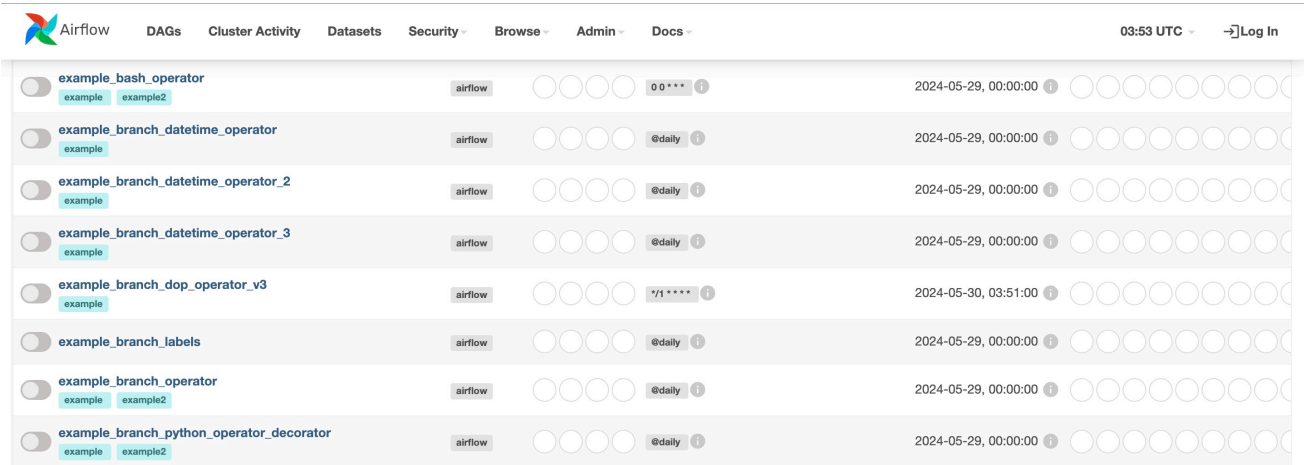 Airflow DAGs Cluster Activity Datasets Security Browse Admin Docs 03:53 UTC Log In
example_bash_operator
example example2 airflow 0 0 * * * i 2024-05-29, 00:00:00 i
example_branch_datetime_operator
example airflow @daily i 2024-05-29, 00:00:00 i
example_branch_datetime_operator_2
example airflow @daily i 2024-05-29, 00:00:00 i
example_branch_datetime_operator_3
example airflow @daily i 2024-05-29, 00:00:00 i
example_branch_dop_operator_v3
example airflow */1 * * * * i 2024-05-30, 03:51:00 i
example_branch_labels airflow @daily i 2024-05-29, 00:00:00 i
example_branch_operator
example example2 airflow @daily i 2024-05-29, 00:00:00 i
example_branch_python_operator_decorator
example example2 airflow @daily i 2024-05-29, 00:00:00 i